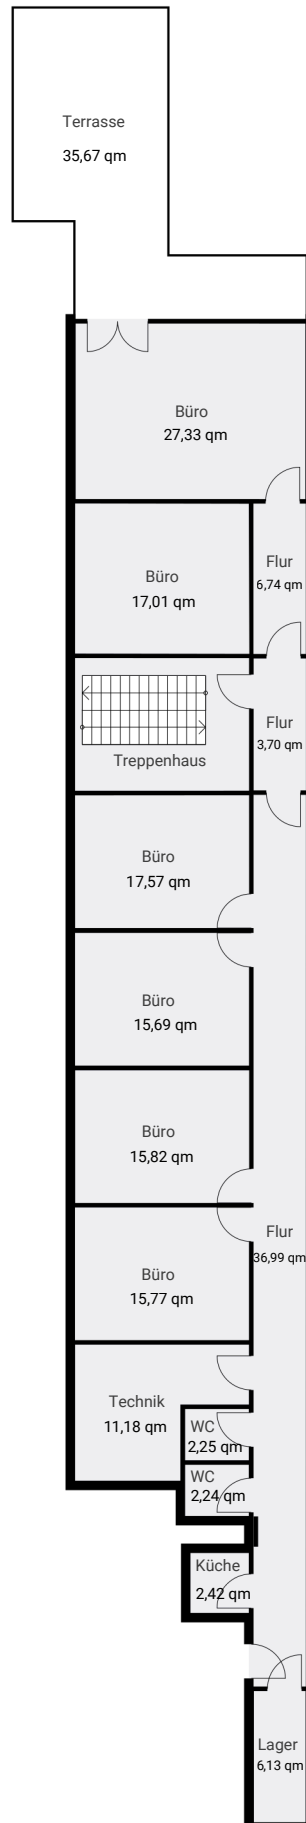 Terrasse
35,67 qm
Büro
27,33 qm
Flur
6,74 qm
Büro
17,01 qm
Flur
3,70 qm
Treppenhaus
Büro
17,57 qm
Büro
15,69 qm
Büro
15,82 qm
Flur
36,99 qm
Büro
15,77 qm
Technik
11,18 qm
WC
2,25 qm
WC
2,24 qm
Küche
2,42 qm
Lager
6,13 qm